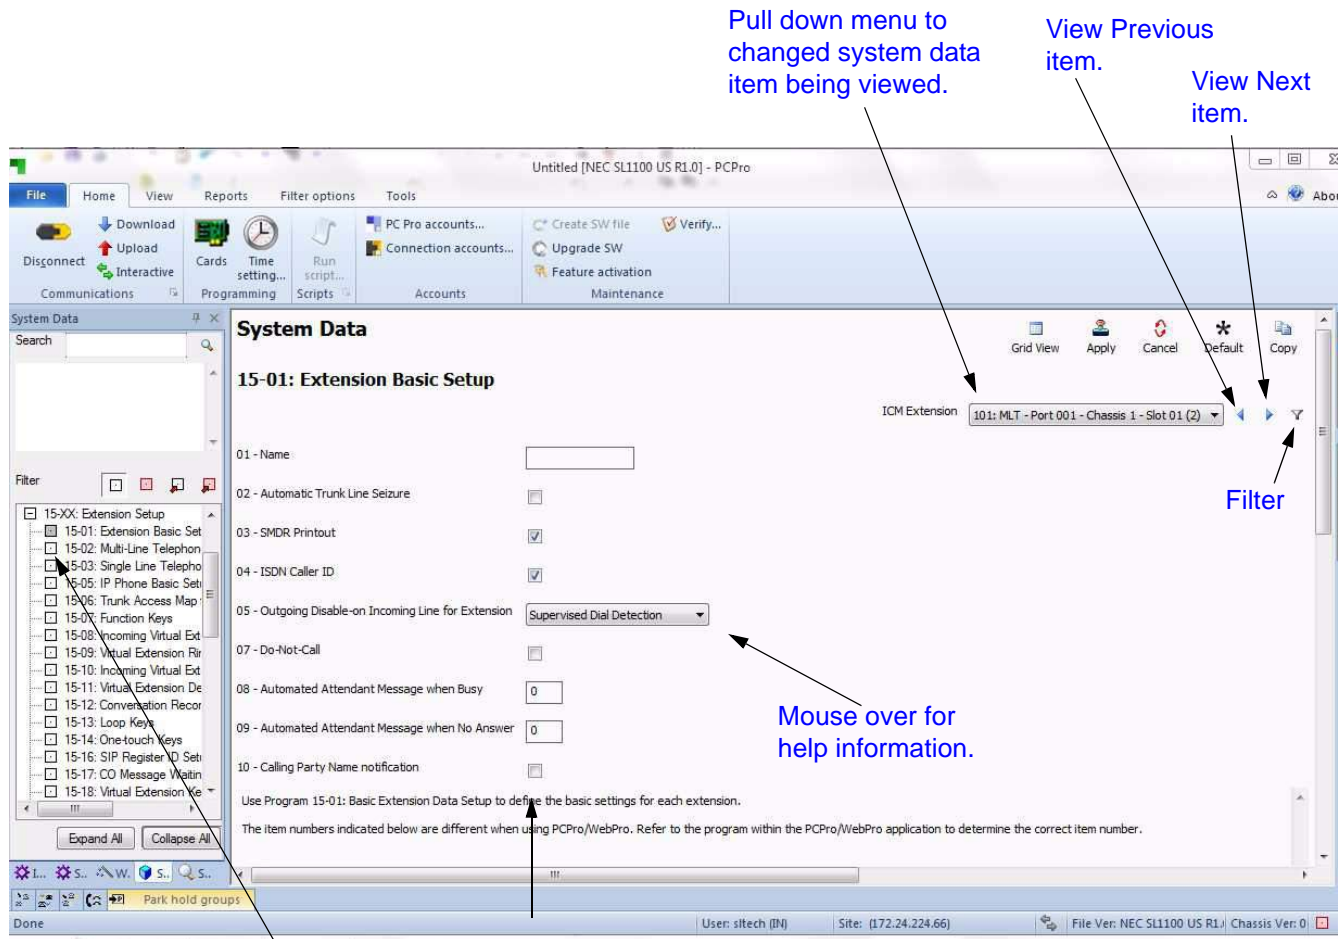 Pull down menu to
changed system data
item being viewed.
View Previous
item.
View Next
item.
Untitled [NEC SL1100 US R1.0] - PCPro
File Home View Reports Filter options Tools
Abou
Disconnect
Download
Upload
Interactive
Communications
Cards
Time
setting...
Programming
Run
script...
Scripts
PC Pro accounts...
Connection accounts...
Accounts
Create SW file
Upgrade SW
Feature activation
Verify...
Maintenance
System Data
Search
Filter
15-XX: Extension Setup
15-01: Extension Basic Set
15-02: Multi-Line Telephon
15-03: Single Line Telepho
15-05: IP Phone Basic Setu
15-06: Trunk Access Map
15-07: Function Keys
15-08: Incoming Virtual Ext
15-09: Virtual Extension Rin
15-10: Incoming Virtual Ext
15-11: Virtual Extension De
15-12: Conversation Recor
15-13: Loop Keys
15-14: One-touch Keys
15-16: SIP Register ID Setu
15-17: CO Message Waitin
15-18: Virtual Extension Ke
Expand All Collapse All
I... S.. W. S.. S..
System Data
Grid View Apply Cancel Default Copy
15-01: Extension Basic Setup
ICM Extension 101: MLT - Port 001 - Chassis 1 - Slot 01 (2)
Filter
01 - Name
02 - Automatic Trunk Line Seizure
03 - SMDR Printout
04 - ISDN Caller ID
05 - Outgoing Disable-on Incoming Line for Extension Supervised Dial Detection
07 - Do-Not-Call
08 - Automated Attendant Message when Busy 0
09 - Automated Attendant Message when No Answer 0
10 - Calling Party Name notification
Mouse over for
help information.
Use Program 15-01: Basic Extension Data Setup to define the basic settings for each extension.
The item numbers indicated below are different when using PCPro/WebPro. Refer to the program within the PCPro/WebPro application to determine the correct item number.
Park hold groups
Done User: sltech (IN) Site: (172.24.224.66) File Ver: NEC SL1100 US R1.( Chassis Ver: 0